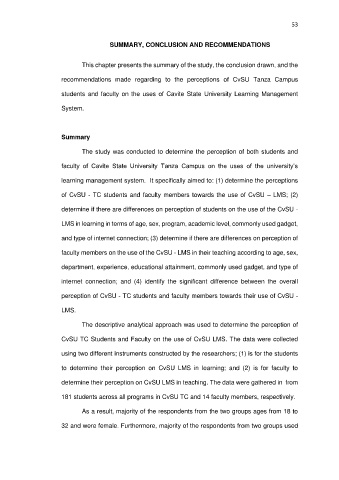 53
SUMMARY, CONCLUSION AND RECOMMENDATIONS
This chapter presents the summary of the study, the conclusion drawn, and the
recommendations made regarding to the perceptions of CvSU Tanza Campus
students and faculty on the uses of Cavite State University Learning Management
System.
Summary
The study was conducted to determine the perception of both students and
faculty of Cavite State University Tanza Campus on the uses of the university's
learning management system. It specifically aimed to: (1) determine the perceptions
of CvSU - TC students and faculty members towards the use of CvSU – LMS; (2)
determine if there are differences on perception of students on the use of the CvSU -
LMS in learning in terms of age, sex, program, academic level, commonly used gadget,
and type of internet connection; (3) determine if there are differences on perception of
faculty members on the use of the CvSU - LMS in their teaching according to age, sex,
department, experience, educational attainment, commonly used gadget, and type of
internet connection; and (4) identify the significant difference between the overall
perception of CvSU - TC students and faculty members towards their use of CvSU -
LMS.
The descriptive analytical approach was used to determine the perception of
CvSU TC Students and Faculty on the use of CvSU LMS. The data were collected
using two different instruments constructed by the researchers; (1) is for the students
to determine their perception on CvSU LMS in learning; and (2) is for faculty to
determine their perception on CvSU LMS in teaching. The data were gathered in from
181 students across all programs in CvSU TC and 14 faculty members, respectively.
As a result, majority of the respondents from the two groups ages from 18 to
32 and were female. Furthermore, majority of the respondents from two groups used